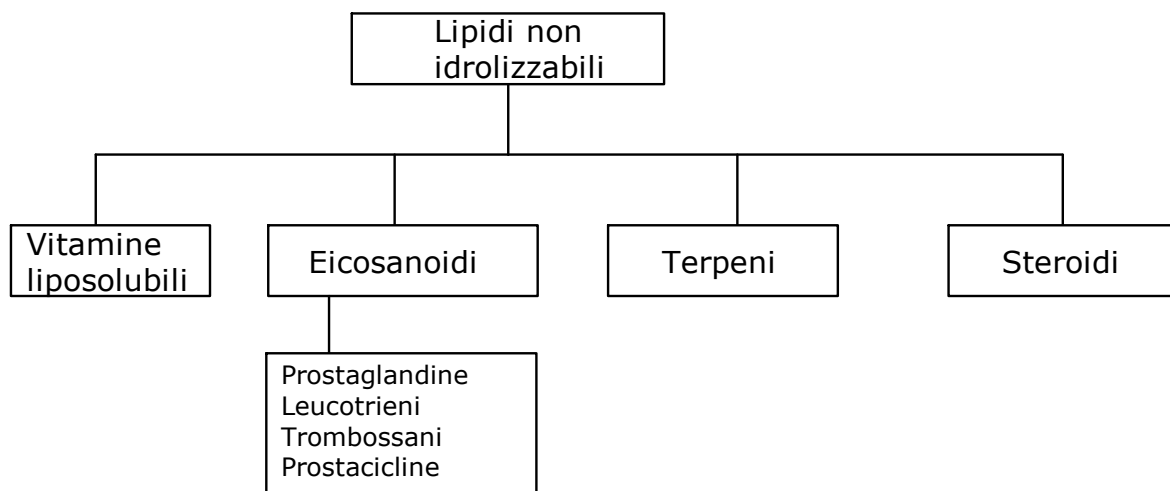 Lipidi non
idrolizzabili
Vitamine
liposolubili
Eicosanoidi
Terpeni
Steroidi
Prostaglandine
Leucotrieni
Trombossani
Prostacicline